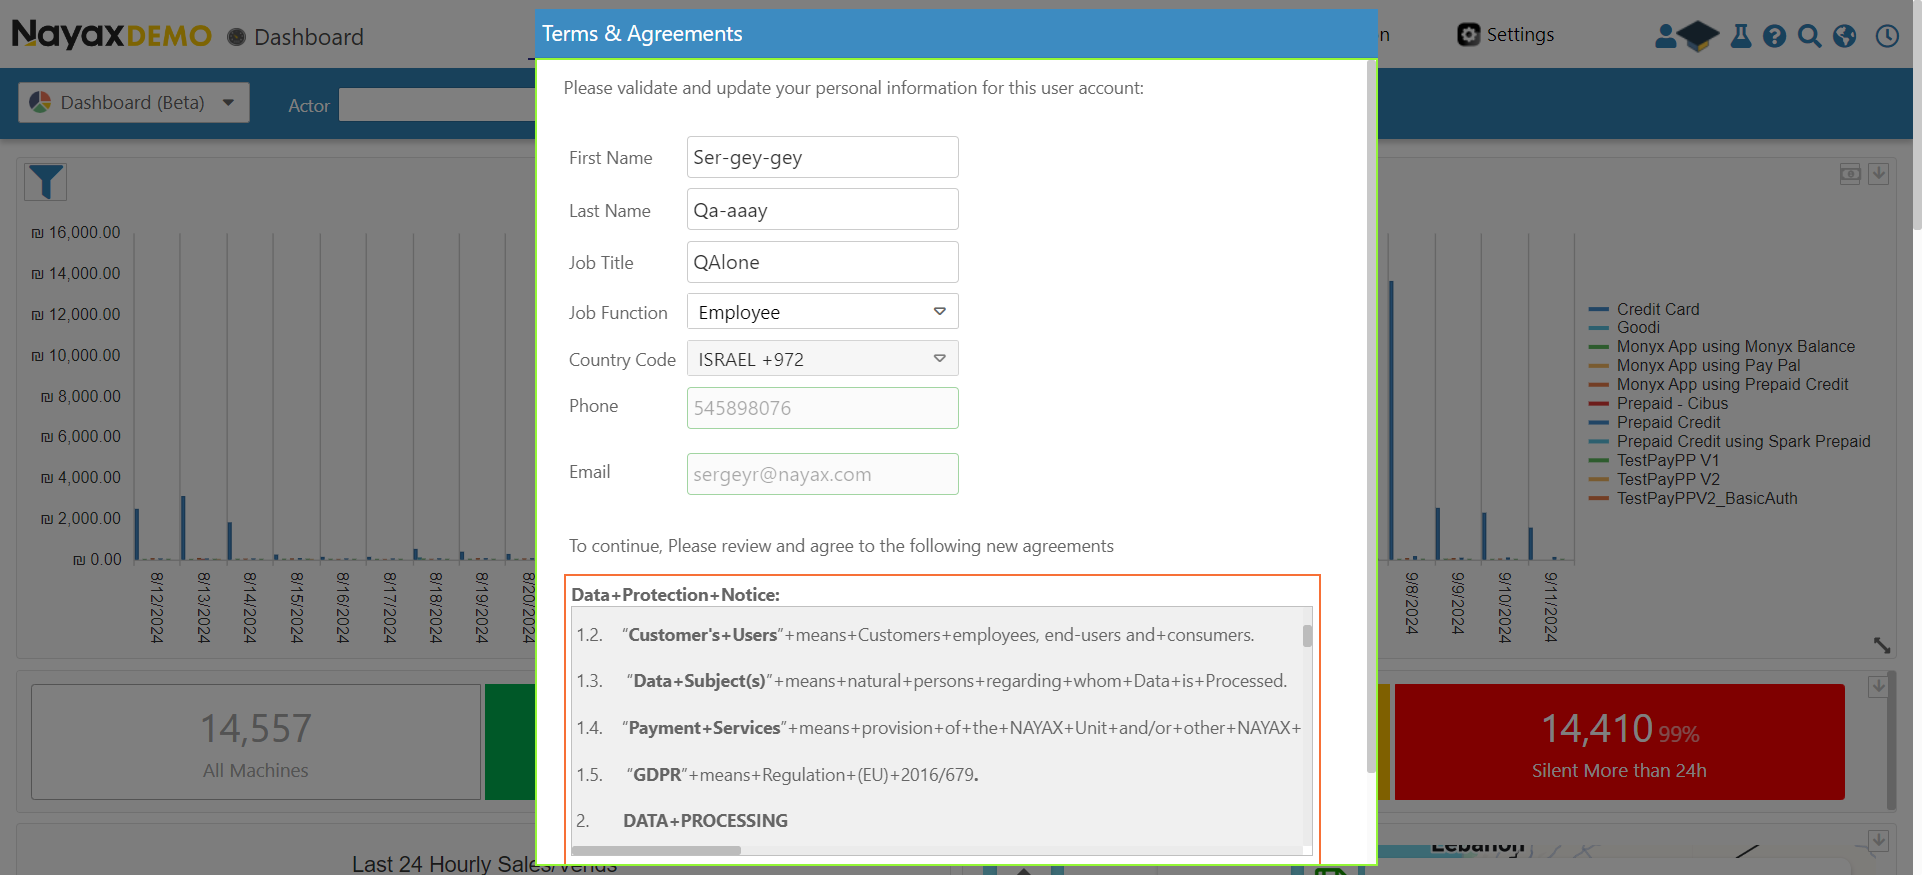 NayaxDEMO Dashboard
n
Settings
Dashboard (Beta)
Actor
Terms & Agreements
Please validate and update your personal information for this user account:
First Name Ser-gey-gey
Last Name Qa-aaay
Job Title QAlone
Job Function Employee
Country Code ISRAEL +972
Phone 545898076
Email sergeyr@nayax.com
To continue, Please review and agree to the following new agreements
Data+Protection+Notice:
1.2. “Customer's+Users”+means+Customers+employees, end-users and+consumers.
1.3. “Data+Subject(s)”+means+natural+persons+regarding+whom+Data+is+Processed.
1.4. “Payment+Services”+means+provision+of+the+NAYAX+Unit+and/or+other+NAYAX+
1.5. “GDPR”+means+Regulation+(EU)+2016/679.
2. DATA+PROCESSING
₪ 16,000.00
₪ 14,000.00
₪ 12,000.00
₪ 10,000.00
₪ 8,000.00
₪ 6,000.00
₪ 4,000.00
₪ 2,000.00
₪ 0.00
8/12/2024
8/13/2024
8/14/2024
8/15/2024
8/16/2024
8/17/2024
8/18/2024
8/19/2024
8/20/2024
9/8/2024
9/9/2024
9/10/2024
9/11/2024
Credit Card
Goodi
Monyx App using Monyx Balance
Monyx App using Pay Pal
Monyx App using Prepaid Credit
Prepaid - Cibus
Prepaid Credit
Prepaid Credit using Spark Prepaid
TestPayPP V1
TestPayPP V2
TestPayPPV2_BasicAuth
14,557
All Machines
14,410 99%
Silent More than 24h
Last 24 Hourly Sales/Vends
Lebanon